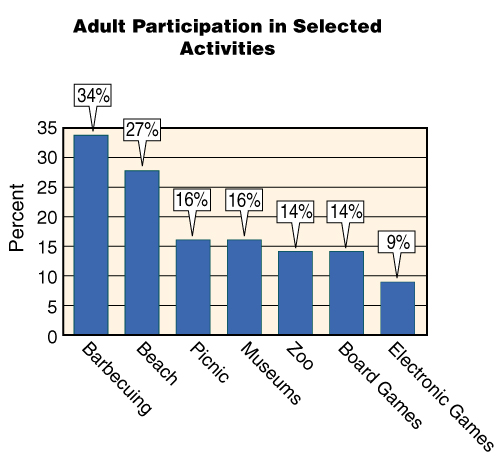 Adult Participation in Selected
Activities
34%
27%
16%
16%
14%
14%
9%
Percent
35
30
25
20
15
10
5
0
Barbecuing
Beach
Picnic
Museums
Zoo
Board Games
Electronic Games